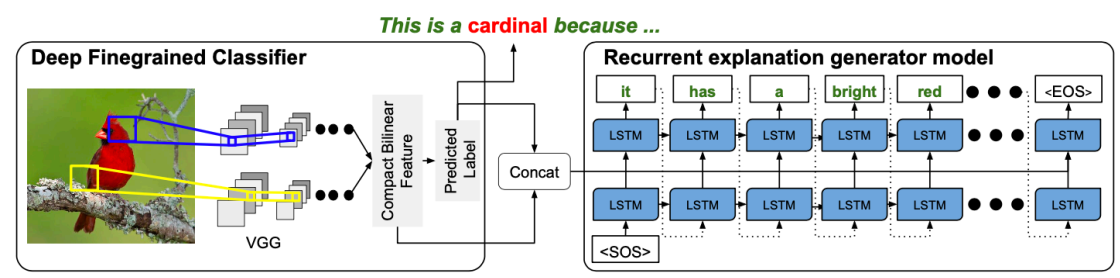 This is a cardinal because ...
Deep Finegrained Classifier
VGG
Compact Bilinear
Feature
Predicted
Label
Concat
Recurrent explanation generator model
it has a bright red <EOS>
LSTM LSTM LSTM LSTM LSTM LSTM
LSTM LSTM LSTM LSTM LSTM LSTM
<SOS>